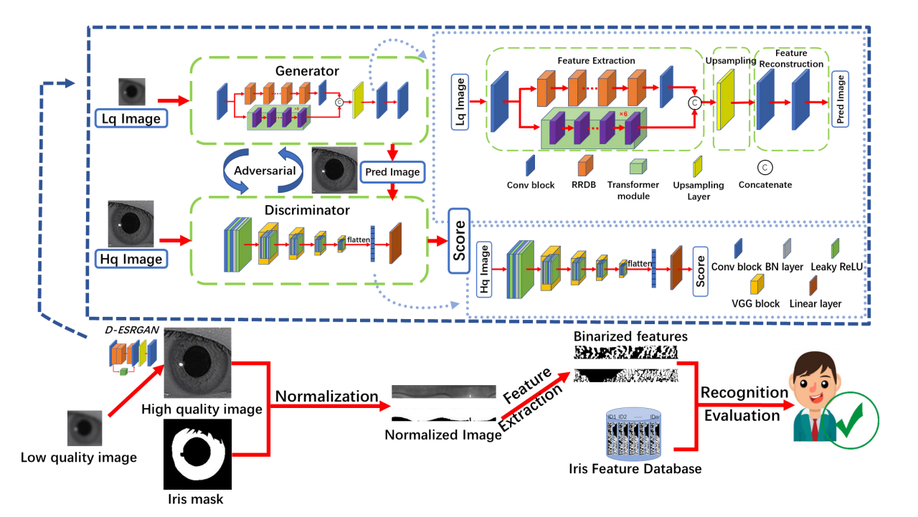 Generator
Lq Image
×6
C
Adversarial
Pred Image
Discriminator
Hq Image
flatten
Score
Feature Extraction
Upsampling
Feature
Reconstruction
Lq Image
×6
C
Pred Image
Conv block
RRDB
Transformer
module
Upsampling
Layer
C
Concatenate
Hq Image
flatten
Score
Conv block
BN layer
Leaky ReLU
VGG block
Linear layer
D-ESRGAN
High quality image
Low quality image
Iris mask
Normalization
Normalized Image
Feature
Extraction
Binarized features
ID1
ID2
Iris Feature Database
Recognition
Evaluation